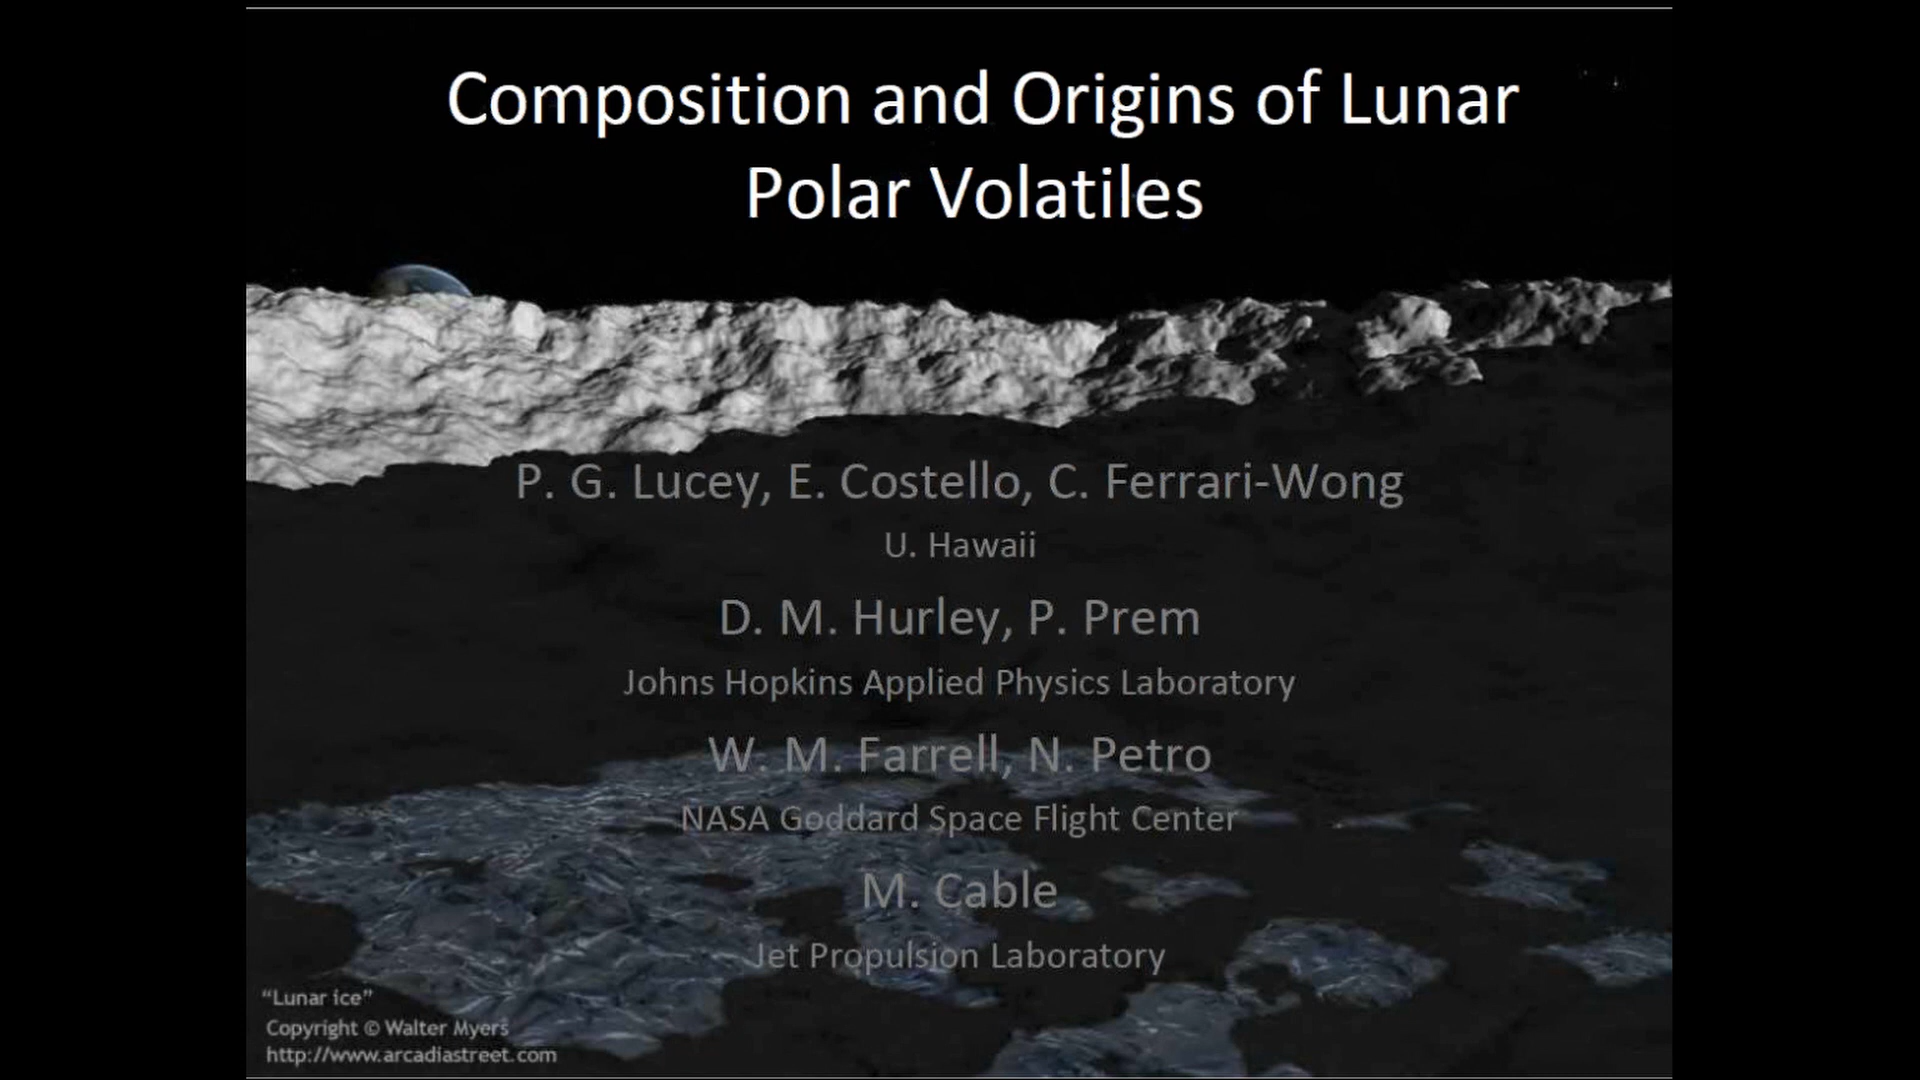 Composition and Origins of Lunar
Polar Volatiles
P. G. Lucey, E. Costello, C. Ferrari-Wong
U. Hawaii
D. M. Hurley, P. Prem
Johns Hopkins Applied Physics Laboratory
W. M. Farrell, N. Petro
NASA Goddard Space Flight Center
M. Cable
Jet Propulsion Laboratory
“Lunar ice”
Copyright © Walter Myers
http://www.arcadiastreet.com